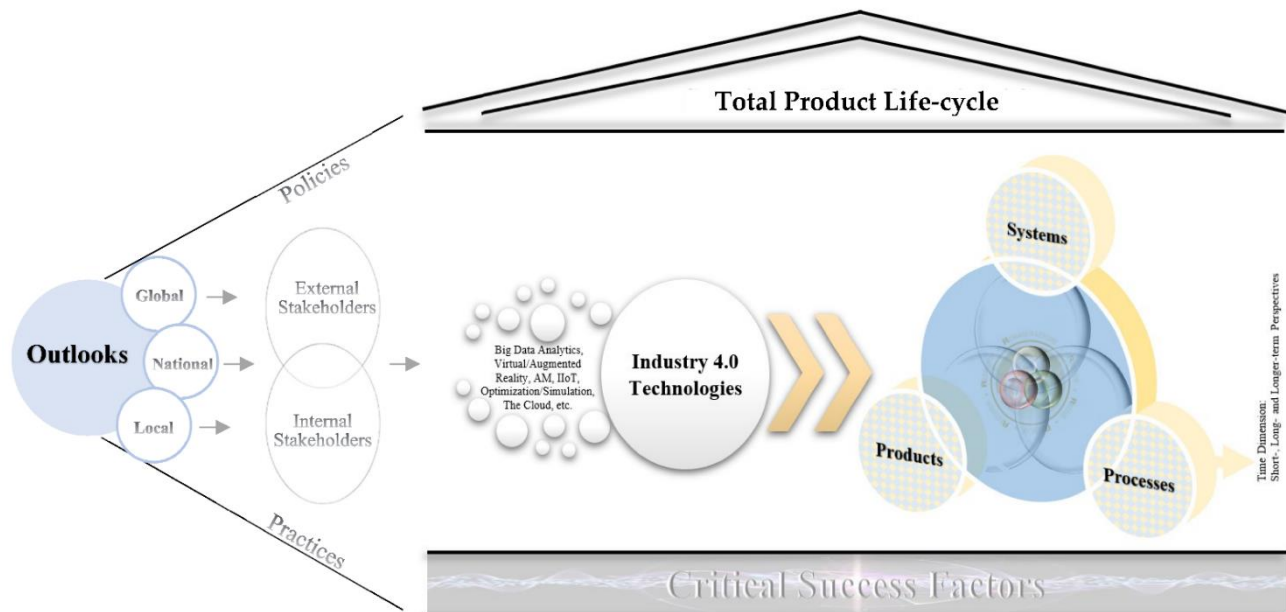 Total Product Life-cycle
Policies
Outlooks
Global
National
Local
External
Stakeholders
Internal
Stakeholders
Practices
Big Data Analytics,
Virtual/Augmented
Reality, AM, IIoT,
Optimization/Simulation,
The Cloud, etc.
Industry 4.0
Technologies
Systems
Products
Processes
Time Dimension:
Short-, Long- and Longer-term Perspectives
Critical Success Factors